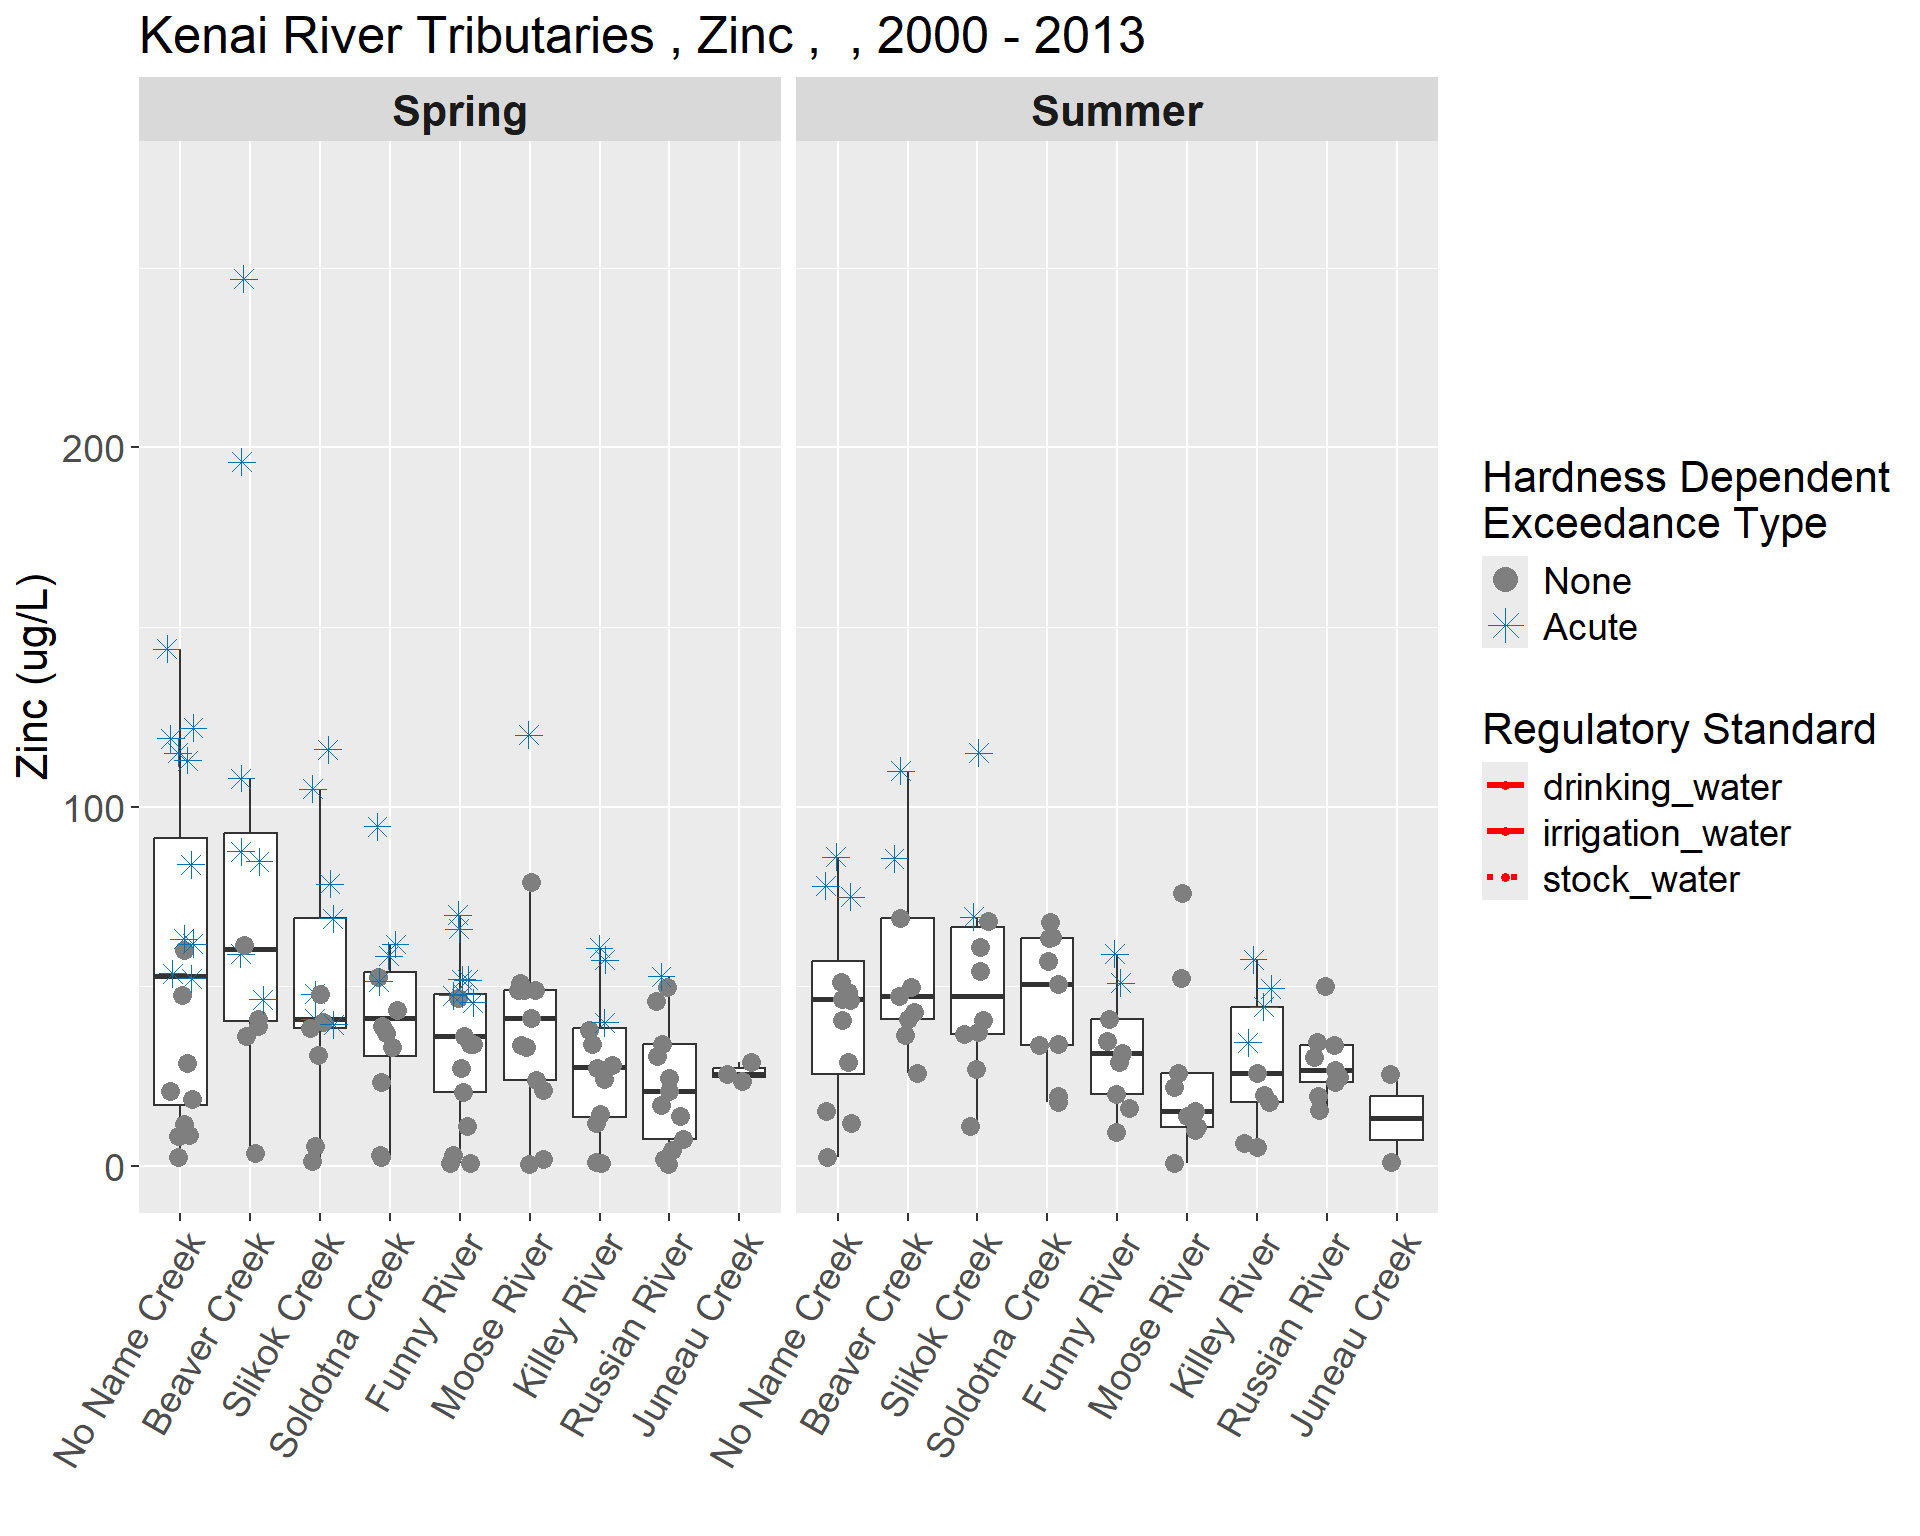 Kenai River Tributaries , Zinc ,  , 2000 - 2013
Spring
Summer
Zinc (ug/L)
200
100
0
No Name Creek
Beaver Creek
Slikok Creek
Soldotna Creek
Funny River
Moose River
Killey River
Russian River
Juneau Creek
No Name Creek
Beaver Creek
Slikok Creek
Soldotna Creek
Funny River
Moose River
Killey River
Russian River
Juneau Creek
Hardness Dependent
Exceedance Type
None
Acute
Regulatory Standard
drinking_water
irrigation_water
stock_water